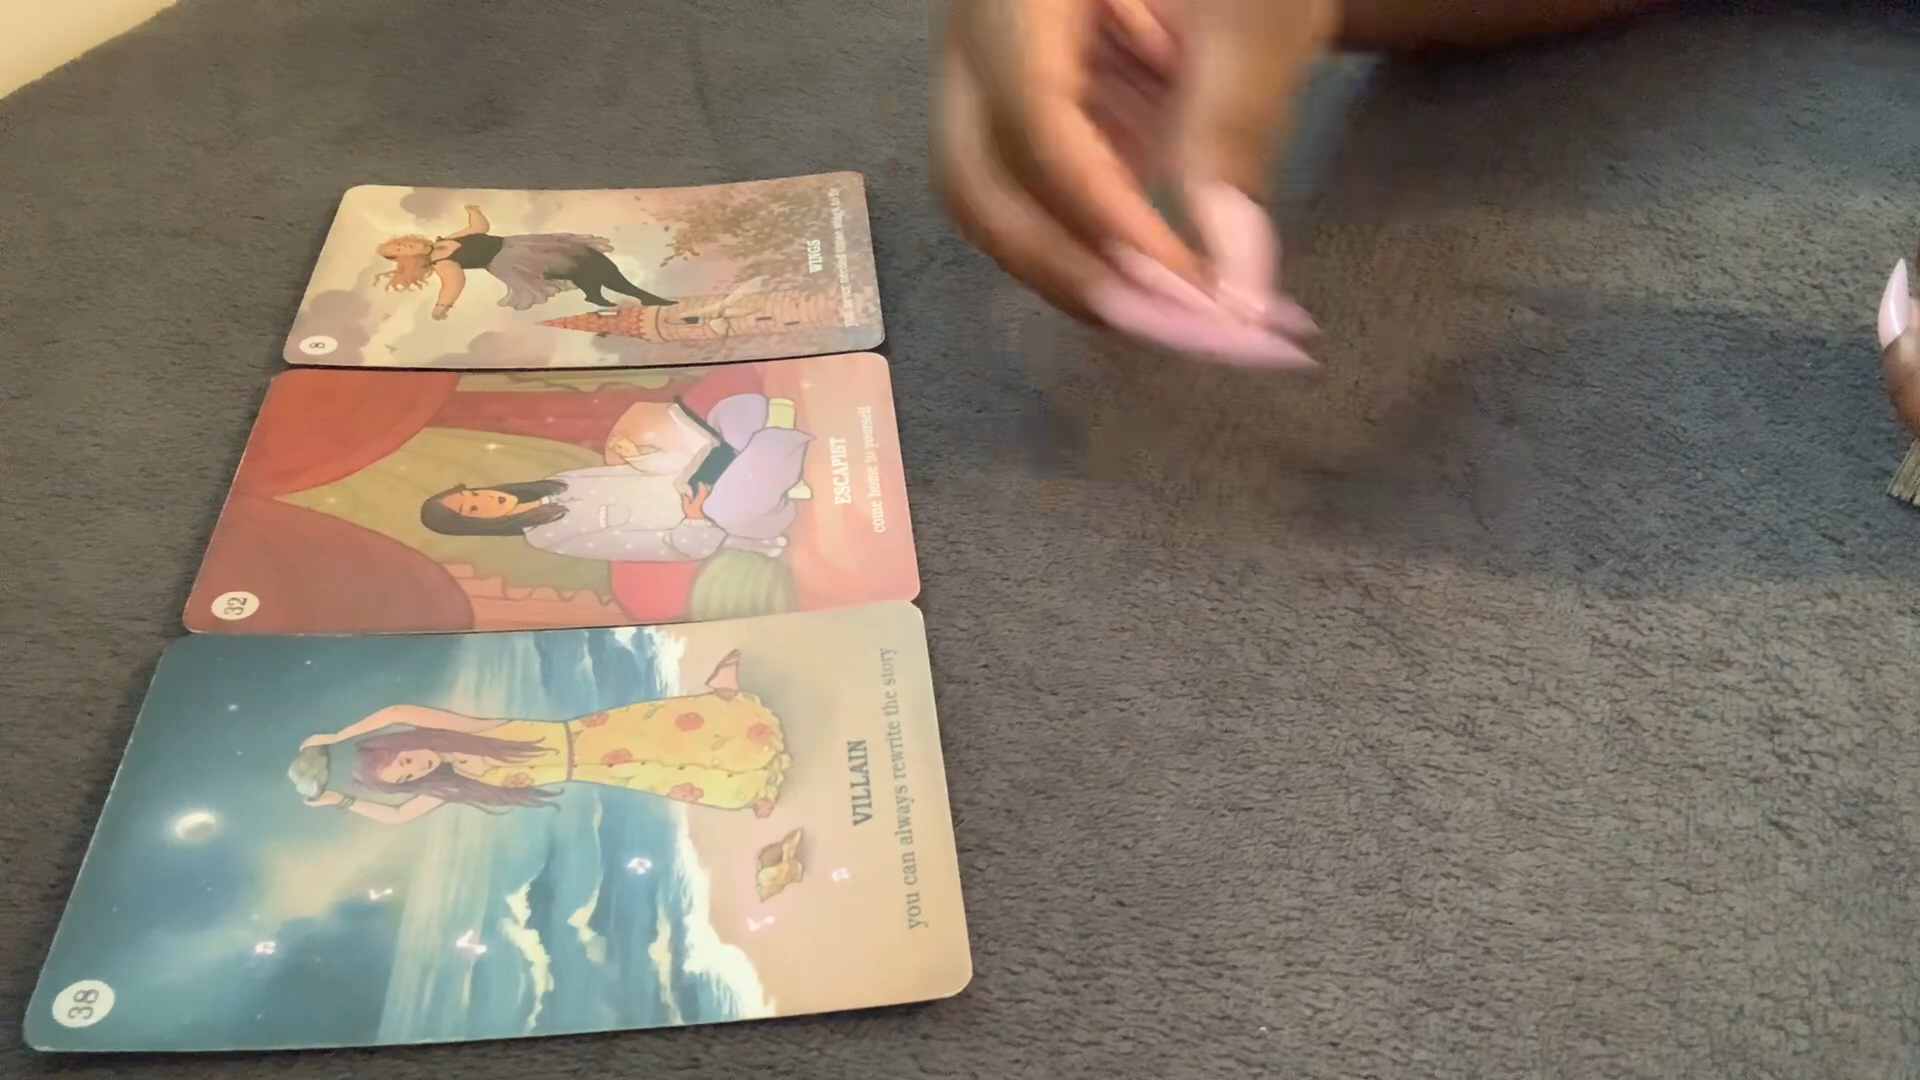 8
WINGS
32
ESCAPIST
come home to yourself
38
VILLAIN
you can always rewrite the story